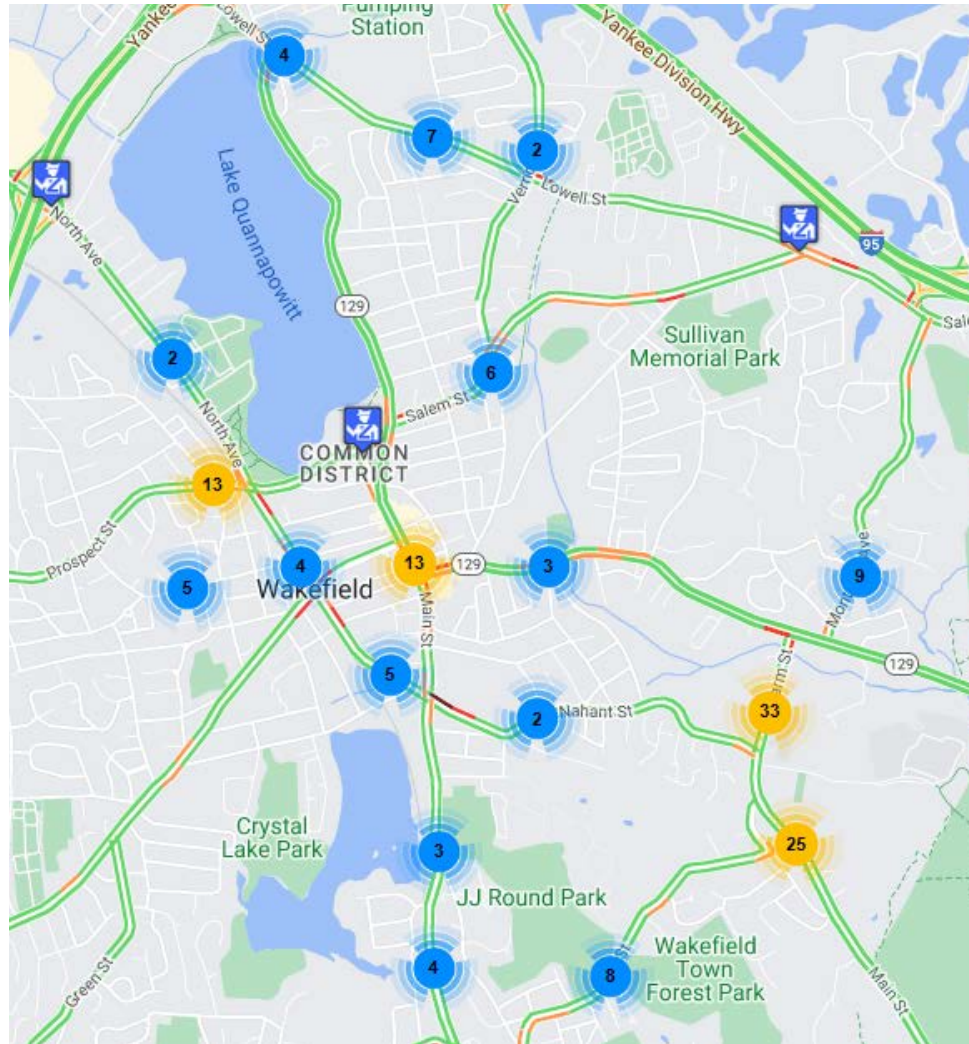 Pumping
Station
Yankee
Lowell St
4
Yankee Division Hwy
7
2
Lake Quannapowitt
Lowell St
North Ave
95
129
Sullivan
Memorial Park
2
6
North Ave
Salem St
COMMON
DISTRICT
13
Prospect St
13
129
3
4
5
Wakefield
9
Main St
129
5
33
2
Nahant St
Crystal
Lake Park
3
25
JJ Round Park
Wakefield
Town
Forest Park
4
8
St
Green St
Main St